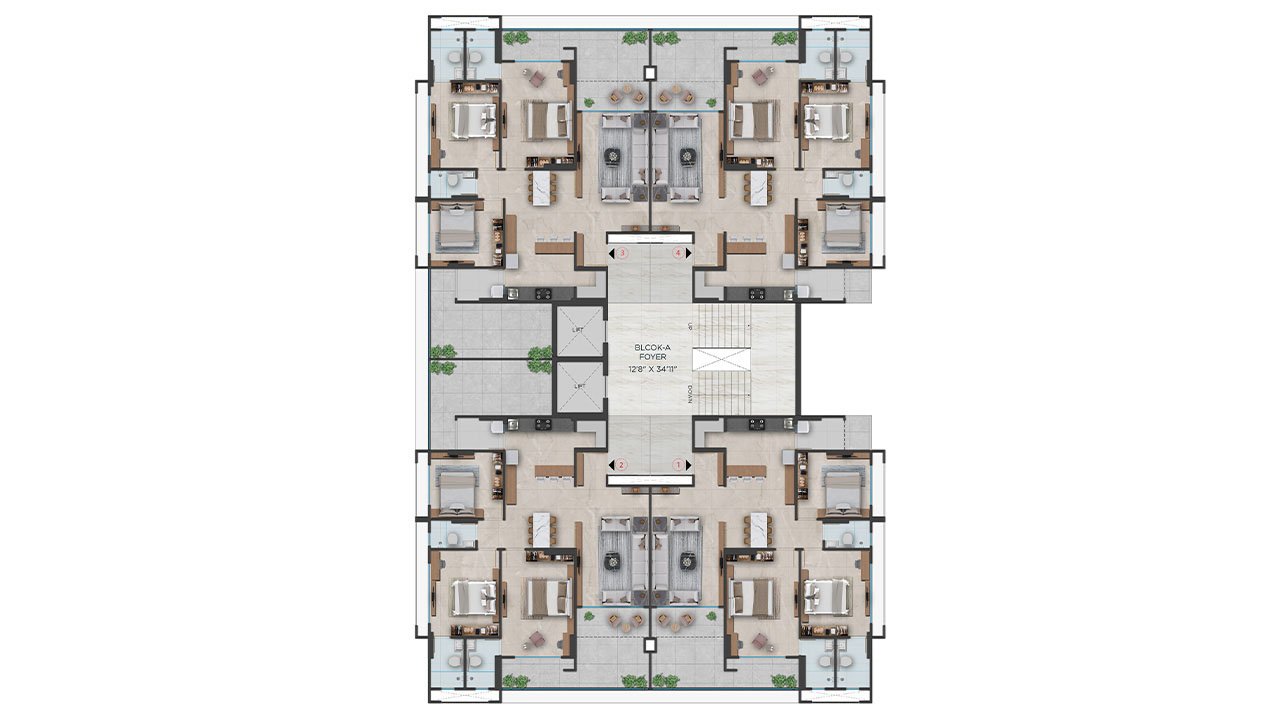 3
4
LIFT
UP
BLCOK-A
FOYER
12'8" X 34'11"
LIFT
DOWN
2
1